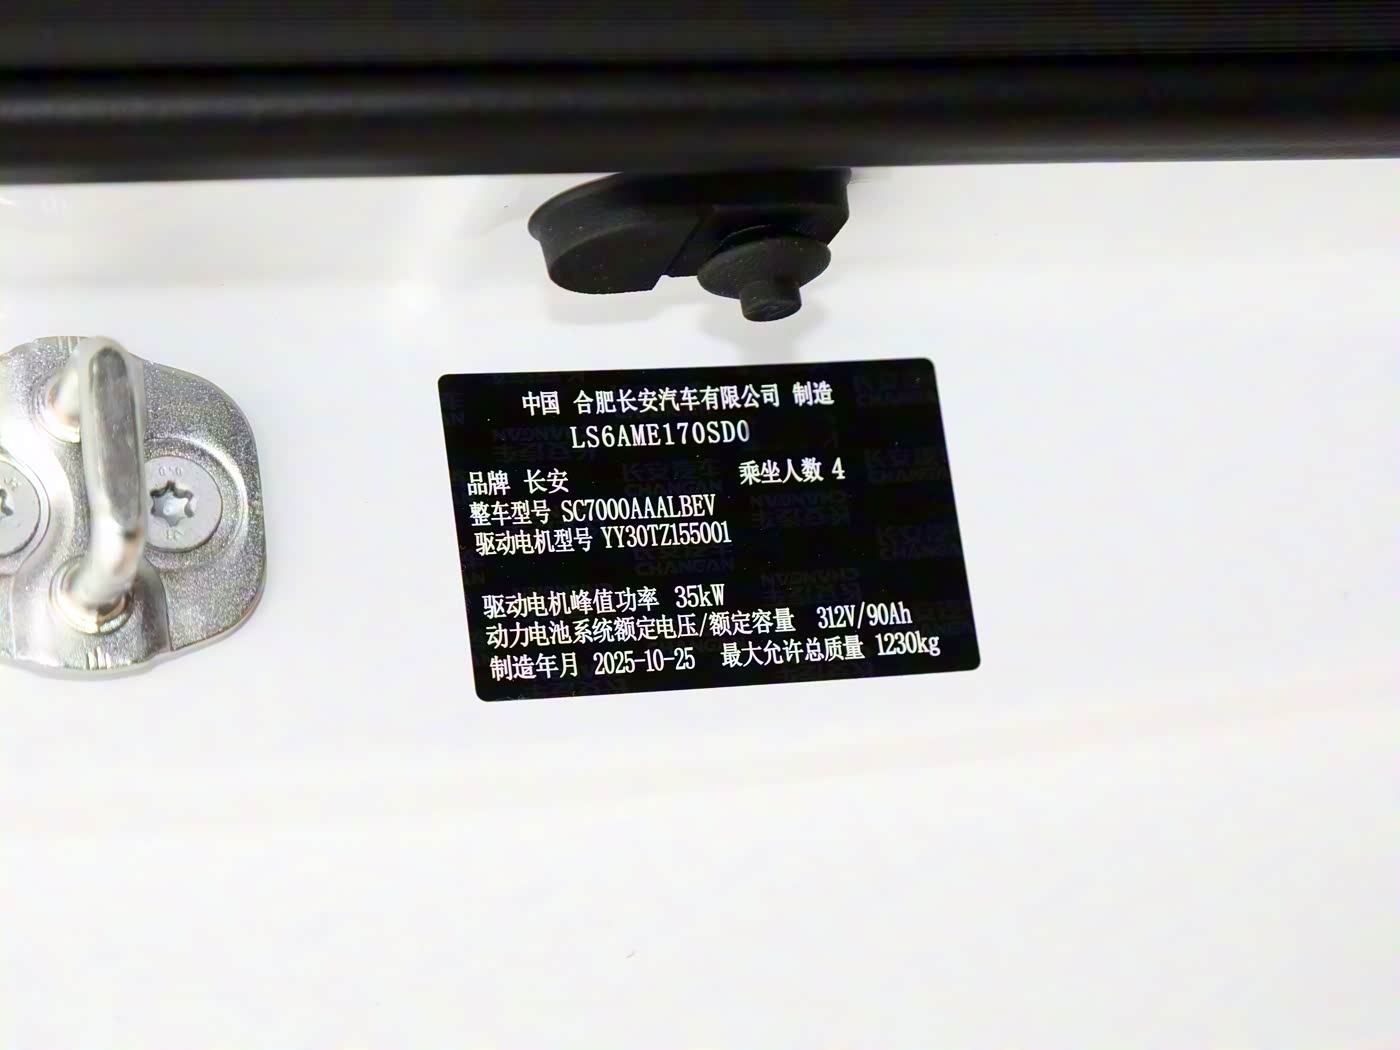 中国 合肥长安汽车有限公司 制造
LS6AME170SD0
品牌 长安 乘坐人数 4
整车型号 SC7000AAALBEV
驱动电机型号 YY30TZ155001
驱动电机峰值功率 35kW
动力电池系统额定电压/额定容量 312V/90Ah
制造年月 2025-10-25 最大允许总质量 1230kg